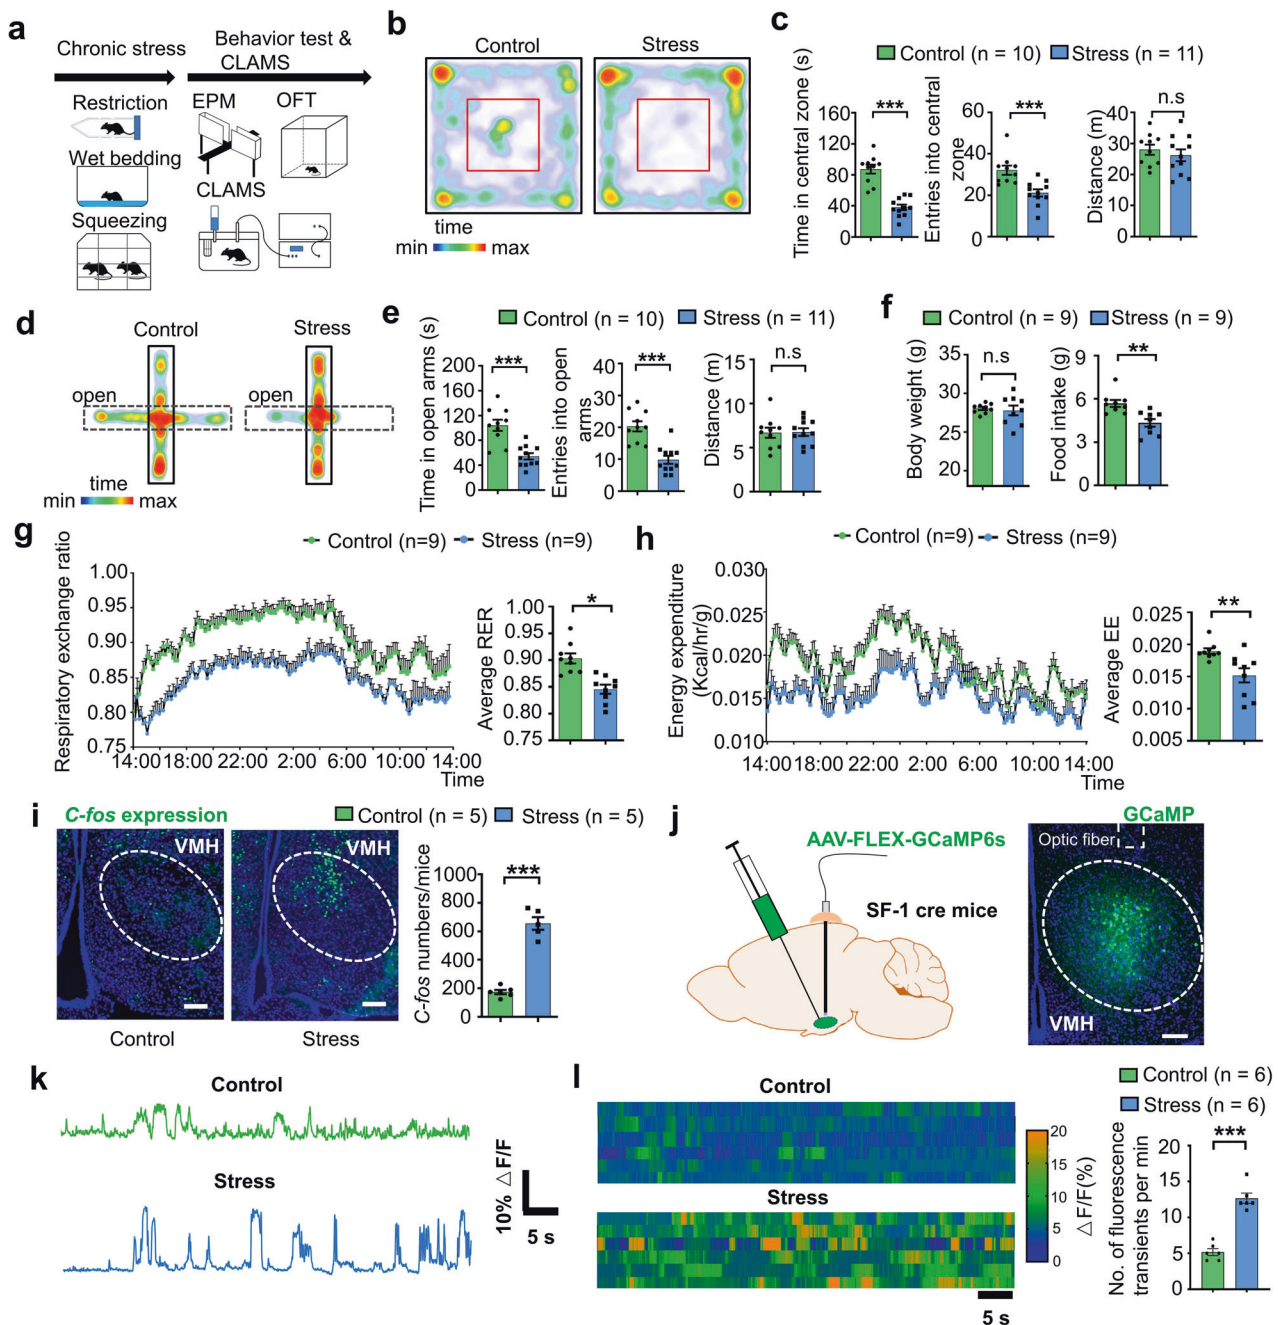 a
Chronic stress
Behavior test &
CLAMS
Restriction
EPM
OFT
Wet bedding
CLAMS
Squeezing
b
Control
Stress
time
min
max
c
Control (n = 10)
Stress (n = 11)
Time in central zone (s)
160
120
80
40
0
***
Entries into central
zone
60
40
20
0
***
Distance (m)
40
30
20
10
0
n.s
d
Control
Stress
open
open
time
min
max
e
Control (n = 10)
Stress (n = 11)
Time in open arms (s)
200
160
120
80
40
0
***
Entries into open
arms
40
30
20
10
0
***
Distance (m)
15
10
5
0
n.s
f
Control (n = 9)
Stress (n = 9)
Body weight (g)
35
30
25
20
n.s
Food intake (g)
9
6
3
0
**
g
Control (n=9)
Stress (n=9)
Respiratory exchange ratio
1.00
0.95
0.90
0.85
0.80
0.75
14:00
18:00
22:00
2:00
6:00
10:00
14:00
Time
Average RER
1.00
0.95
0.90
0.85
0.80
0.75
*
h
Control (n=9)
Stress (n=9)
Energy expenditure
(Kcal/hr/g)
0.030
0.025
0.020
0.015
0.010
14:00
18:00
22:00
2:00
6:00
10:00
14:00
Time
Average EE
0.025
0.020
0.015
0.010
0.005
**
i
C-fos expression
VMH
VMH
Control
Stress
Control (n = 5)
Stress (n = 5)
C-fos numbers/mice
1000
800
600
400
200
0
***
j
AAV-FLEX-GCaMP6s
SF-1 cre mice
GCaMP
Optic fiber
VMH
k
Control
Stress
10% △ F/F
5 s
l
Control
Stress
5 s
20
15
10
5
0
△ F/F(%)
Control (n = 6)
Stress (n = 6)
No. of fluorescence
transients per min
20
15
10
5
0
***